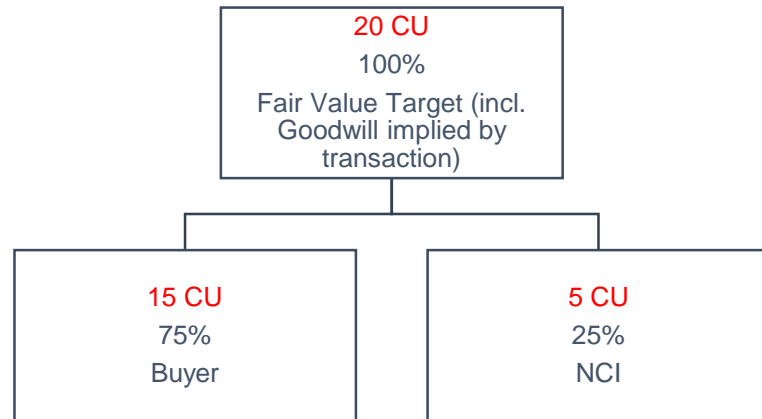 20 CU
100%
Fair Value Target (incl.
Goodwill implied by
transaction)
15 CU
75%
Buyer
5 CU
25%
NCI